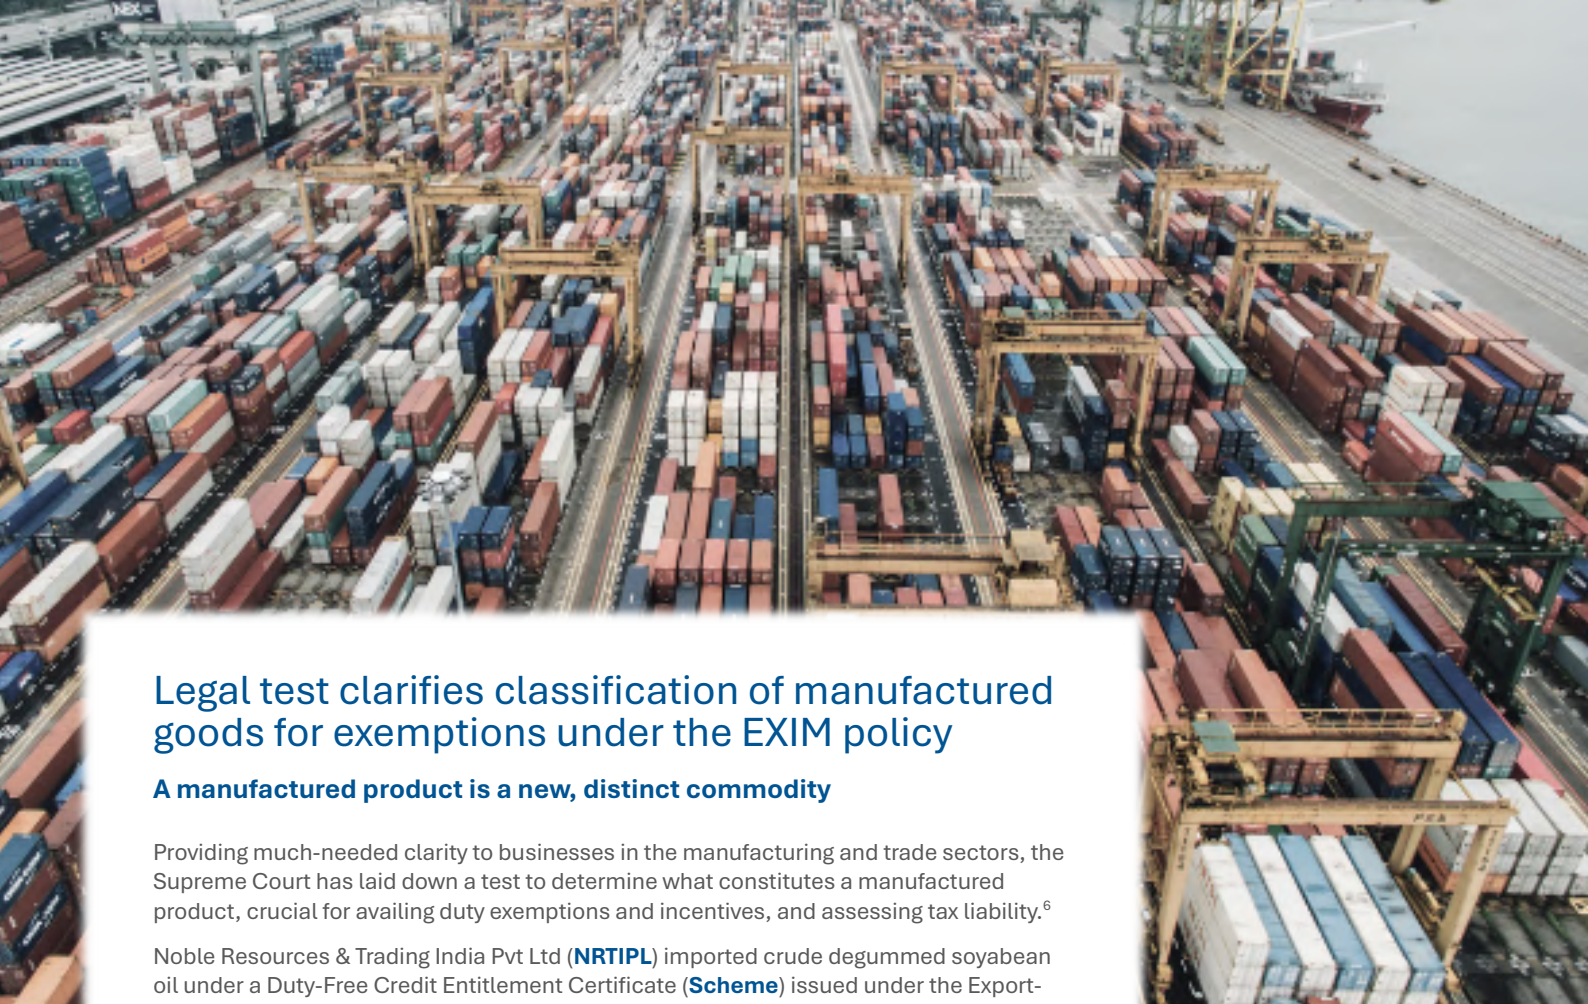 NEX
Legal test clarifies classification of manufactured
goods for exemptions under the EXIM policy
A manufactured product is a new, distinct commodity
Providing much-needed clarity to businesses in the manufacturing and trade sectors, the
Supreme Court has laid down a test to determine what constitutes a manufactured
product, crucial for availing duty exemptions and incentives, and assessing tax liability.⁶
Noble Resources & Trading India Pvt Ltd (NRTIPL) imported crude degummed soyabean
oil under a Duty-Free Credit Entitlement Certificate (Scheme) issued under the Export-